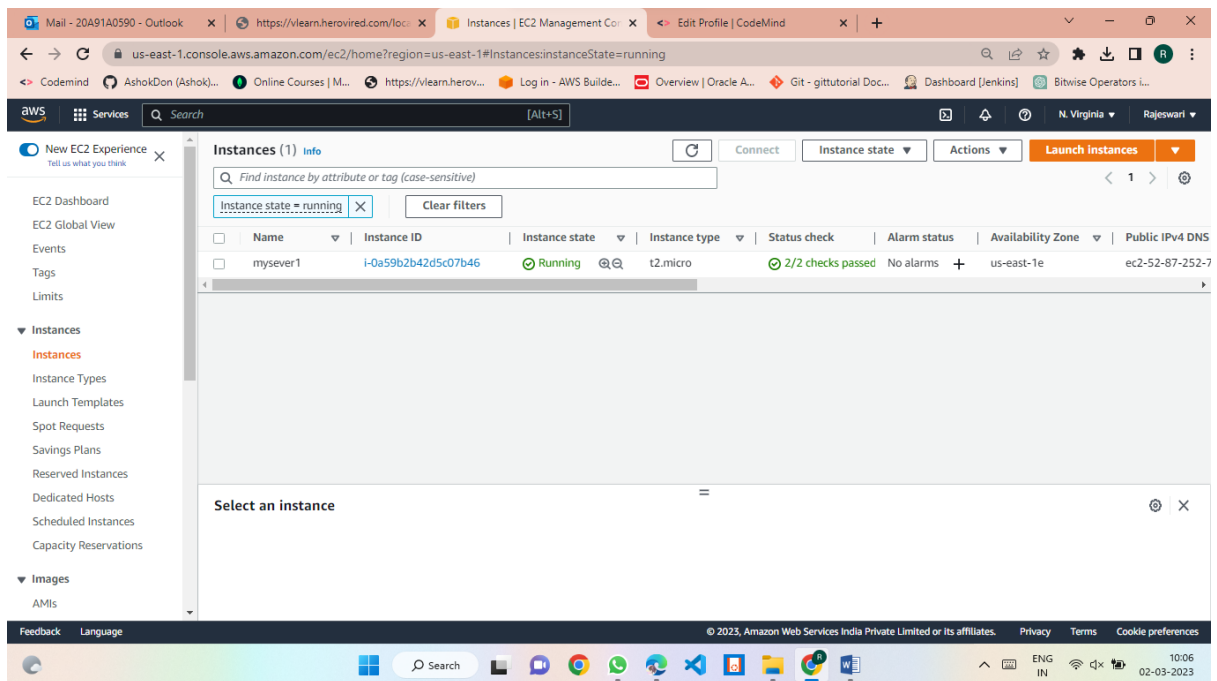 Mail - 20A91A0590 - Outlook
https://vlearn.herovired.com/loca
Instances | EC2 Management Con
Edit Profile | CodeMind
us-east-1.console.aws.amazon.com/ec2/home?region=us-east-1#Instances:instanceState=running
Codemind
AshokDon (Ashok)...
Online Courses | M...
https://vlearn.herov...
Log in - AWS Builde...
Overview | Oracle A...
Git - gittutorial Doc...
Dashboard [Jenkins]
Bitwise Operators i...
aws
Services
Search
[Alt+S]
N. Virginia
Rajeswari
New EC2 Experience
Tell us what you think
EC2 Dashboard
EC2 Global View
Events
Tags
Limits
Instances
Instances
Instance Types
Launch Templates
Spot Requests
Savings Plans
Reserved Instances
Dedicated Hosts
Scheduled Instances
Capacity Reservations
Images
AMIs
Instances (1) Info
Connect
Instance state
Actions
Launch instances
Find instance by attribute or tag (case-sensitive)
1
Instance state = running
Clear filters
Name Instance ID Instance state Instance type Status check Alarm status Availability Zone Public IPv4 DNS
mysever1 i-0a59b2b42d5c07b46 Running t2.micro 2/2 checks passed No alarms + us-east-1e ec2-52-87-252-7
Select an instance
Feedback Language © 2023, Amazon Web Services India Private Limited or its affiliates. Privacy Terms Cookie preferences
Search
ENG
IN
10:06
02-03-2023